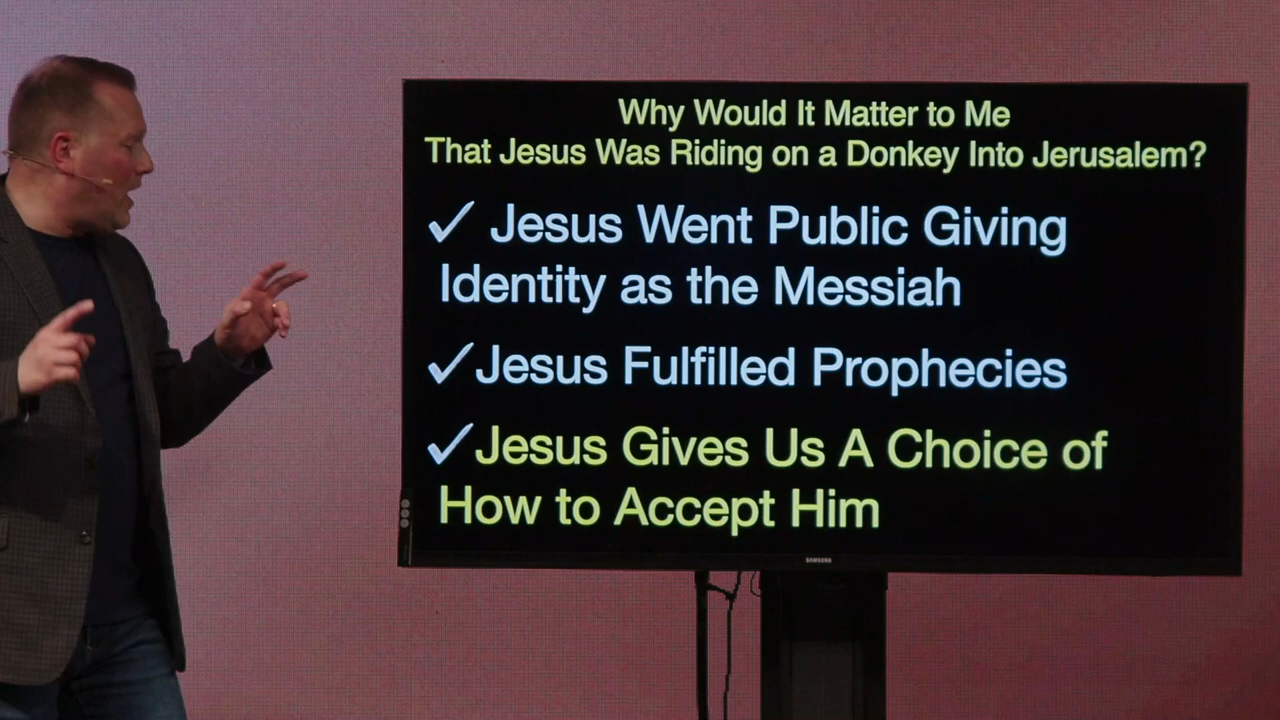 Why Would It Matter to Me
That Jesus Was Riding on a Donkey Into Jerusalem?
✓ Jesus Went Public Giving
Identity as the Messiah
✓Jesus Fulfilled Prophecies
✓Jesus Gives Us A Choice of
How to Accept Him
SAMSUNG